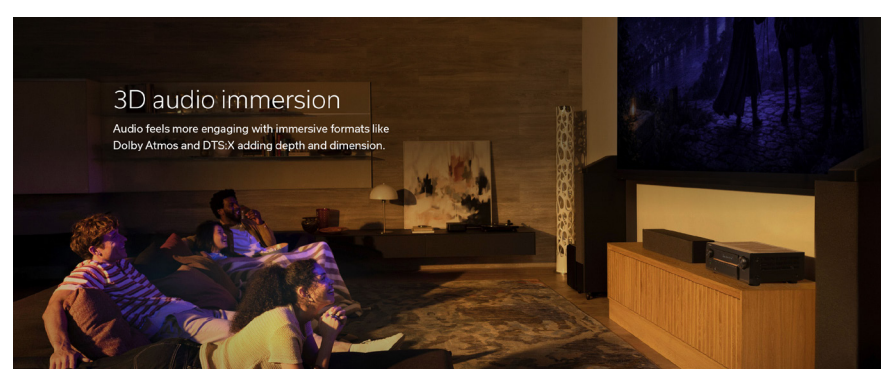 3D audio immersion
Audio feels more engaging with immersive formats like
Dolby Atmos and DTS:X adding depth and dimension.